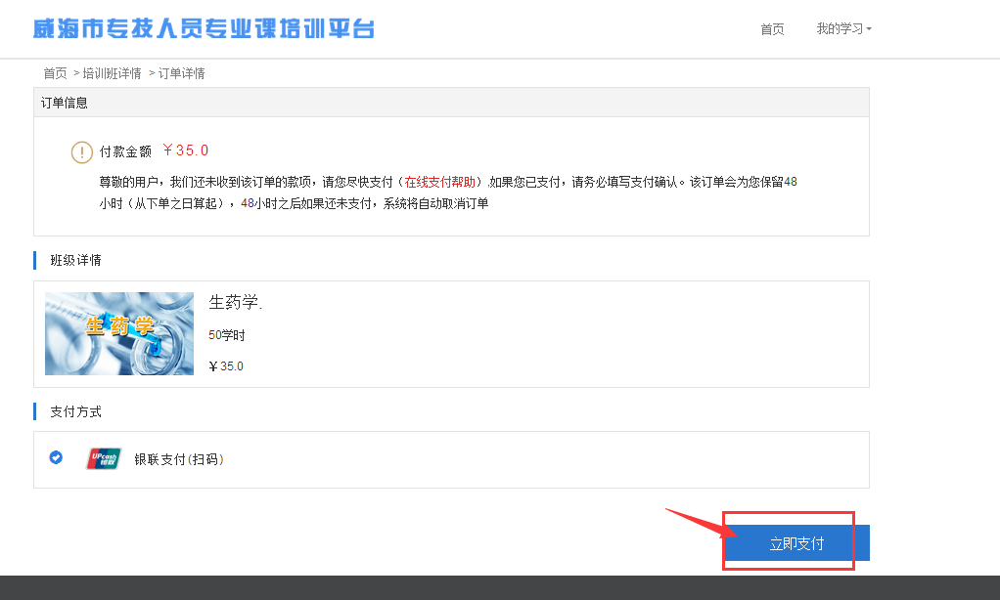 威海市专技人员专业课培训平台
首页 我的学习
首页 > 培训班详情 > 订单详情
订单信息
付款金额 ￥35.0
尊敬的用户，我们还未收到该订单的款项，请您尽快支付（在线支付帮助）.如果您已支付，请务必填写支付确认。该订单会为您保留48
小时（从下单之日算起），48小时之后如果还未支付，系统将自动取消订单
班级详情
生药学
生药学.
50学时
￥35.0
支付方式
UPcash
银联
银联支付(扫码)
立即支付